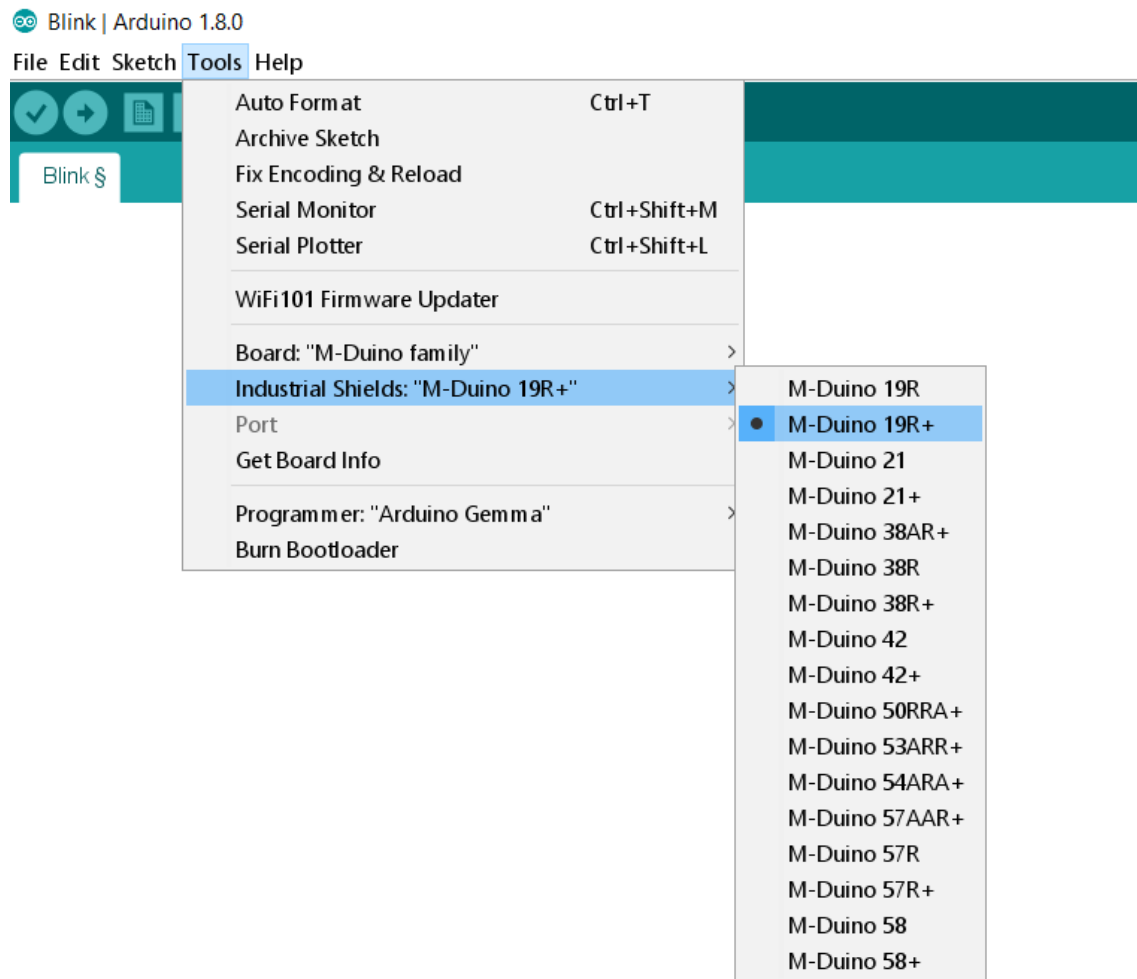 Blink | Arduino 1.8.0
File Edit Sketch Tools Help
Auto Format Ctrl+T
Archive Sketch
Fix Encoding & Reload
Blink §
Serial Monitor Ctrl+Shift+M
Serial Plotter Ctrl+Shift+L
WiFi101 Firmware Updater
Board: "M-Duino family"
Industrial Shields: "M-Duino 19R+"
Port
Get Board Info
Programmer: "Arduino Gemma"
Burn Bootloader
M-Duino 19R
M-Duino 19R+
M-Duino 21
M-Duino 21+
M-Duino 38AR+
M-Duino 38R
M-Duino 38R+
M-Duino 42
M-Duino 42+
M-Duino 50RRA+
M-Duino 53ARR+
M-Duino 54ARA+
M-Duino 57AAR+
M-Duino 57R
M-Duino 57R+
M-Duino 58
M-Duino 58+